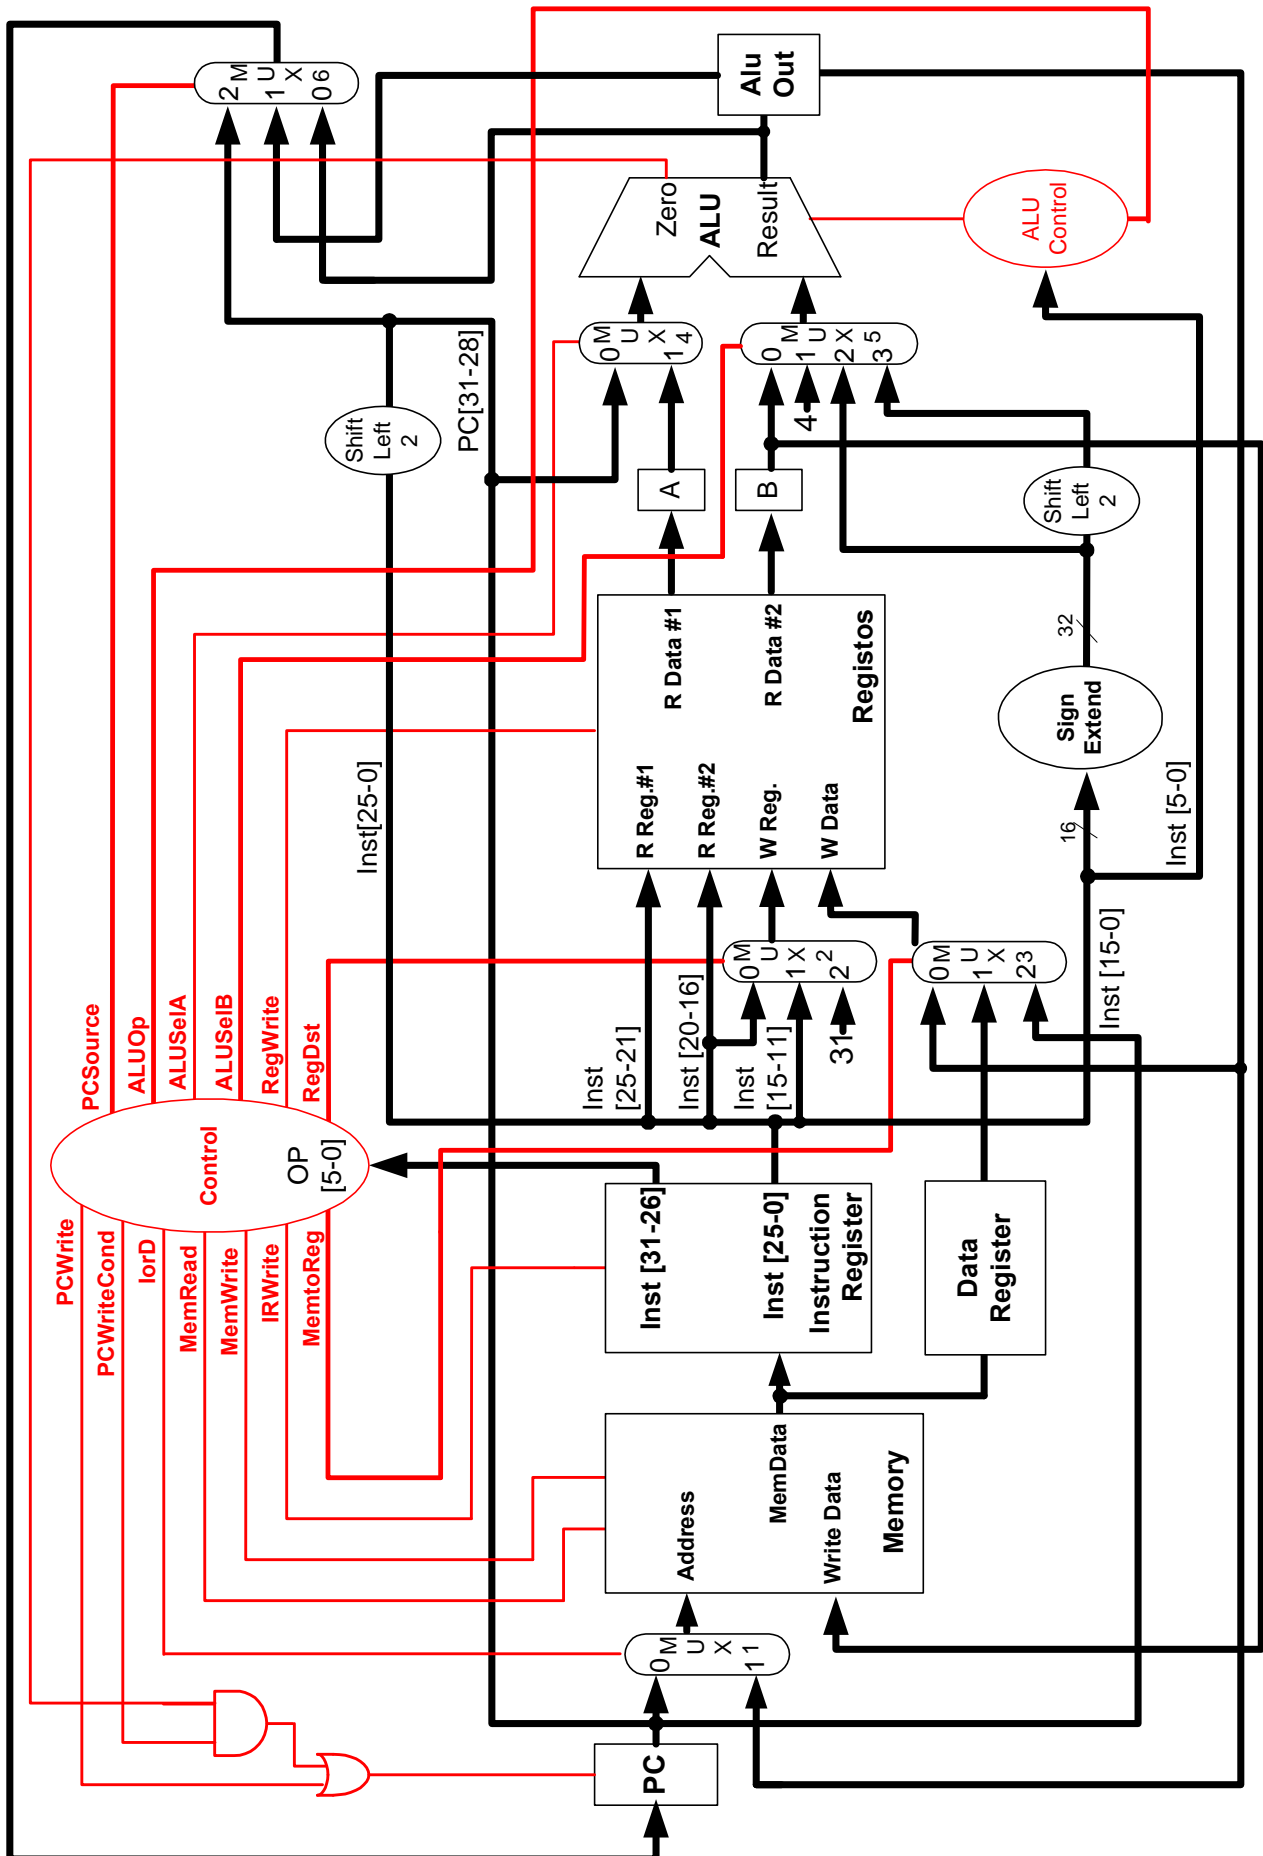 PCWrite
PCWriteCond
IorD
MemRead
MemWrite
IRWrite
MemtoReg
Control
OP
[5-0]
PCSource
ALUOp
ALUSelA
ALUSelB
RegWrite
RegDst
PC
0
M
U
X
1
1
Address
MemData
Write Data
Memory
Inst [31-26]
Inst [25-0]
Instruction
Register
Data
Register
Inst
[25-21]
Inst [20-16]
Inst
[15-11]
31
0
M
U
1
X
2
2
0
M
U
1
X
2
3
Inst [15-0]
Inst[25-0]
R Reg.#1
R Reg.#2
W Reg.
W Data
R Data #1
R Data #2
Registos
16
Sign
Extend
32
Inst [5-0]
Shift
Left
2
PC[31-28]
A
B
Shift
Left
2
0
M
U
X
1
4
4
0
M
1
U
2
X
3
5
Zero
ALU
Result
ALU
Control
Alu
Out
2
M
1
U
X
0
6